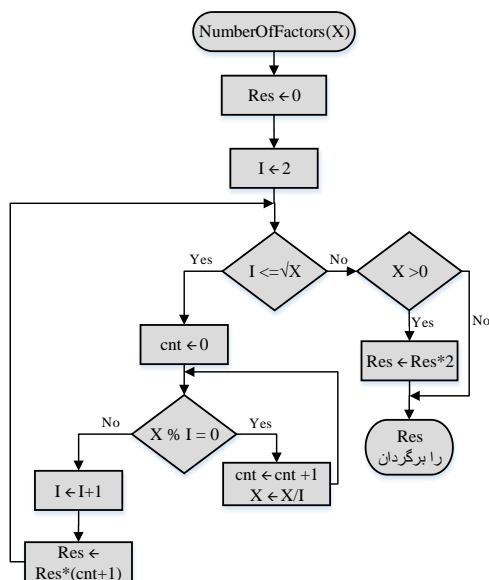 NumberOfFactors(X)
Res ← 0
I ← 2
I <=√X
Yes
No
X >0
No
Yes
cnt ← 0
Res ← Res*2
X % I = 0
No
Yes
Res
را برگردان
I ← I+1
cnt ← cnt +1
X ← X/I
Res ←
Res*(cnt+1)